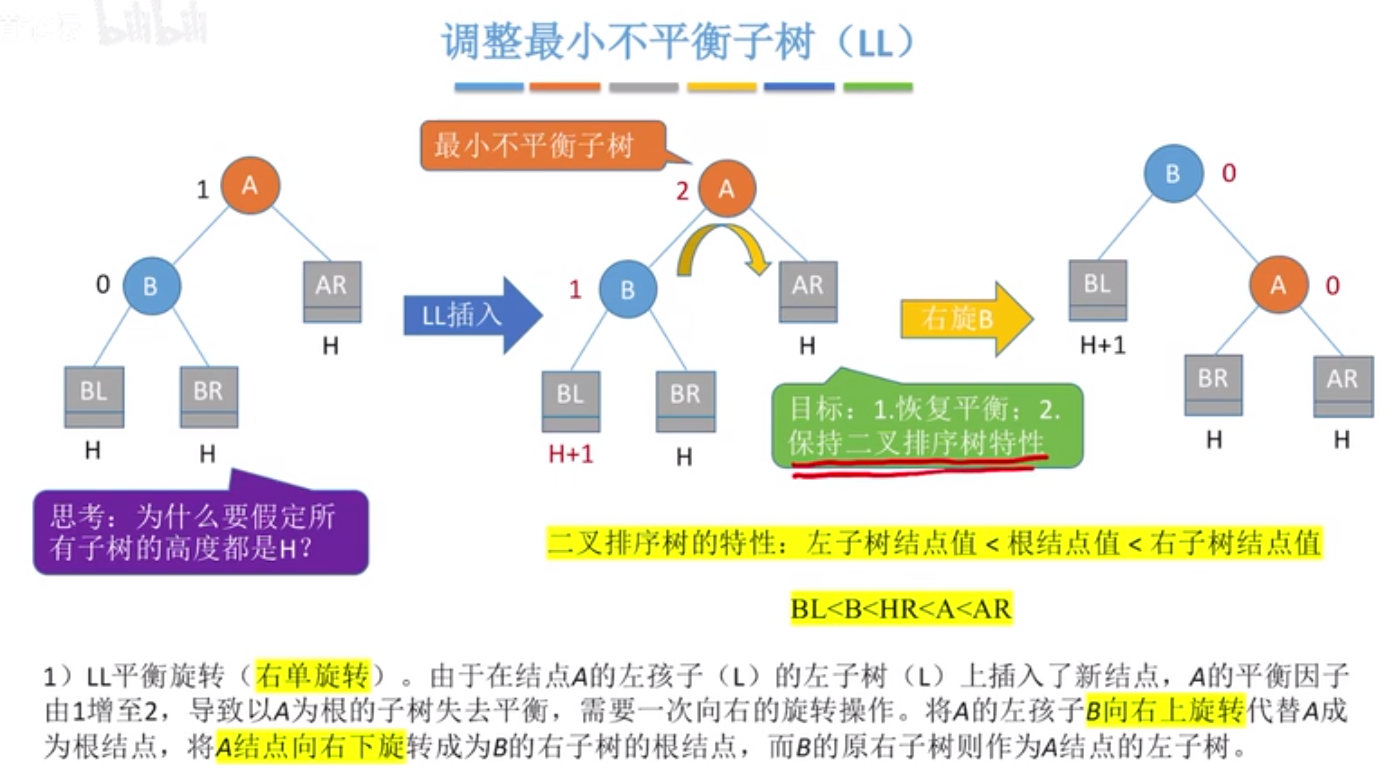 bilibili
调整最小不平衡子树（LL）
最小不平衡子树
1
A
0
B
AR
H
BL
BR
H
H
LL插入
2
A
1
B
AR
H
BL
BR
H+1
H
右旋B
B
0
BL
H+1
A
0
BR
AR
H
H
目标：1.恢复平衡；2.
保持二叉排序树特性
思考：为什么要假定所
有子树的高度都是H？
二叉排序树的特性：左子树结点值 < 根结点值 < 右子树结点值
BL<B<HR<A<AR
1）LL平衡旋转（右单旋转）。由于在结点A的左孩子（L）的左子树（L）上插入了新结点，A的平衡因子
由1增至2，导致以A为根的子树失去平衡，需要一次向右的旋转操作。将A的左孩子B向右上旋转代替A成
为根结点，将A结点向右下旋转成为B的右子树的根结点，而B的原右子树则作为A结点的左子树。